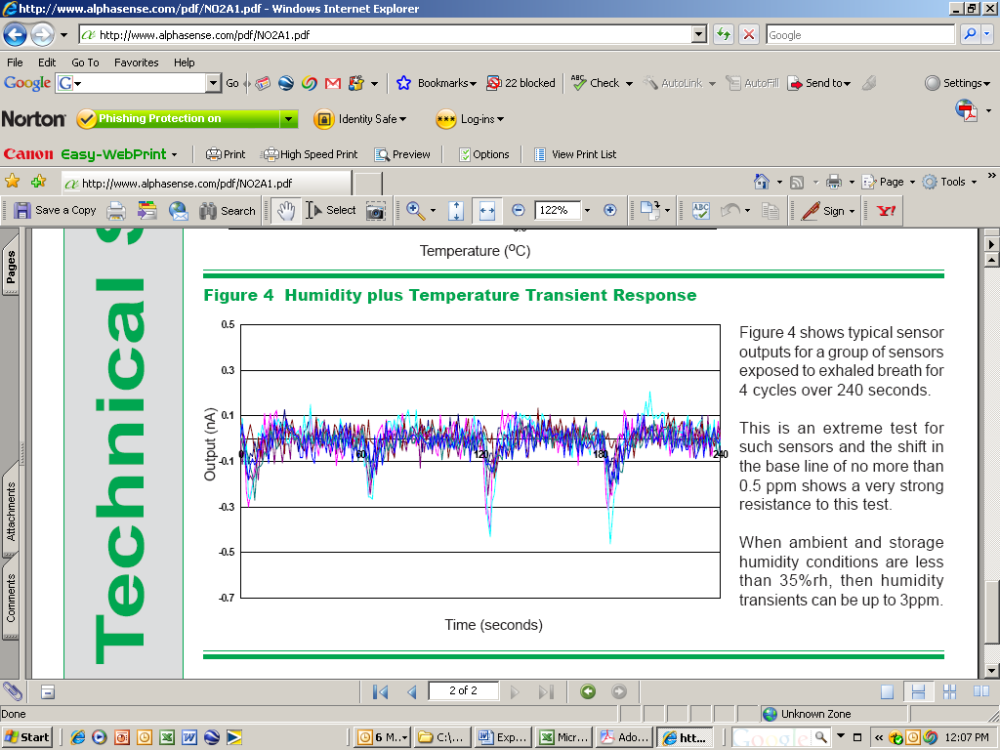 http://www.alphasense.com/pdf/NO2A1.pdf - Windows Internet Explorer
http://www.alphasense.com/pdf/NO2A1.pdf
Google
File Edit Go To Favorites Help
Google G Go Bookmarks 22 blocked Check AutoLink AutoFill Send to Settings
Norton Phishing Protection on Identity Safe Log-ins
Canon Easy-WebPrint Print High Speed Print Preview Options View Print List
http://www.alphasense.com/pdf/NO2A1.pdf
Page Tools »
Save a Copy Search Select 122% Sign Y!
Pages
Attachments
Comments
Technical S
Temperature (ºC)
Figure 4 Humidity plus Temperature Transient Response
Output (nA)
0.5
0.3
0.1
-0.1
-0.3
-0.5
-0.7
0 60 120 180 240
Time (seconds)
Figure 4 shows typical sensor
outputs for a group of sensors
exposed to exhaled breath for
4 cycles over 240 seconds.
This is an extreme test for
such sensors and the shift in
the base line of no more than
0.5 ppm shows a very strong
resistance to this test.
When ambient and storage
humidity conditions are less
than 35%rh, then humidity
transients can be up to 3ppm.
2 of 2
Done
Unknown Zone
Start 6 M... C:\... Exp... Micr... Ado... htt... Google « 12:07 PM